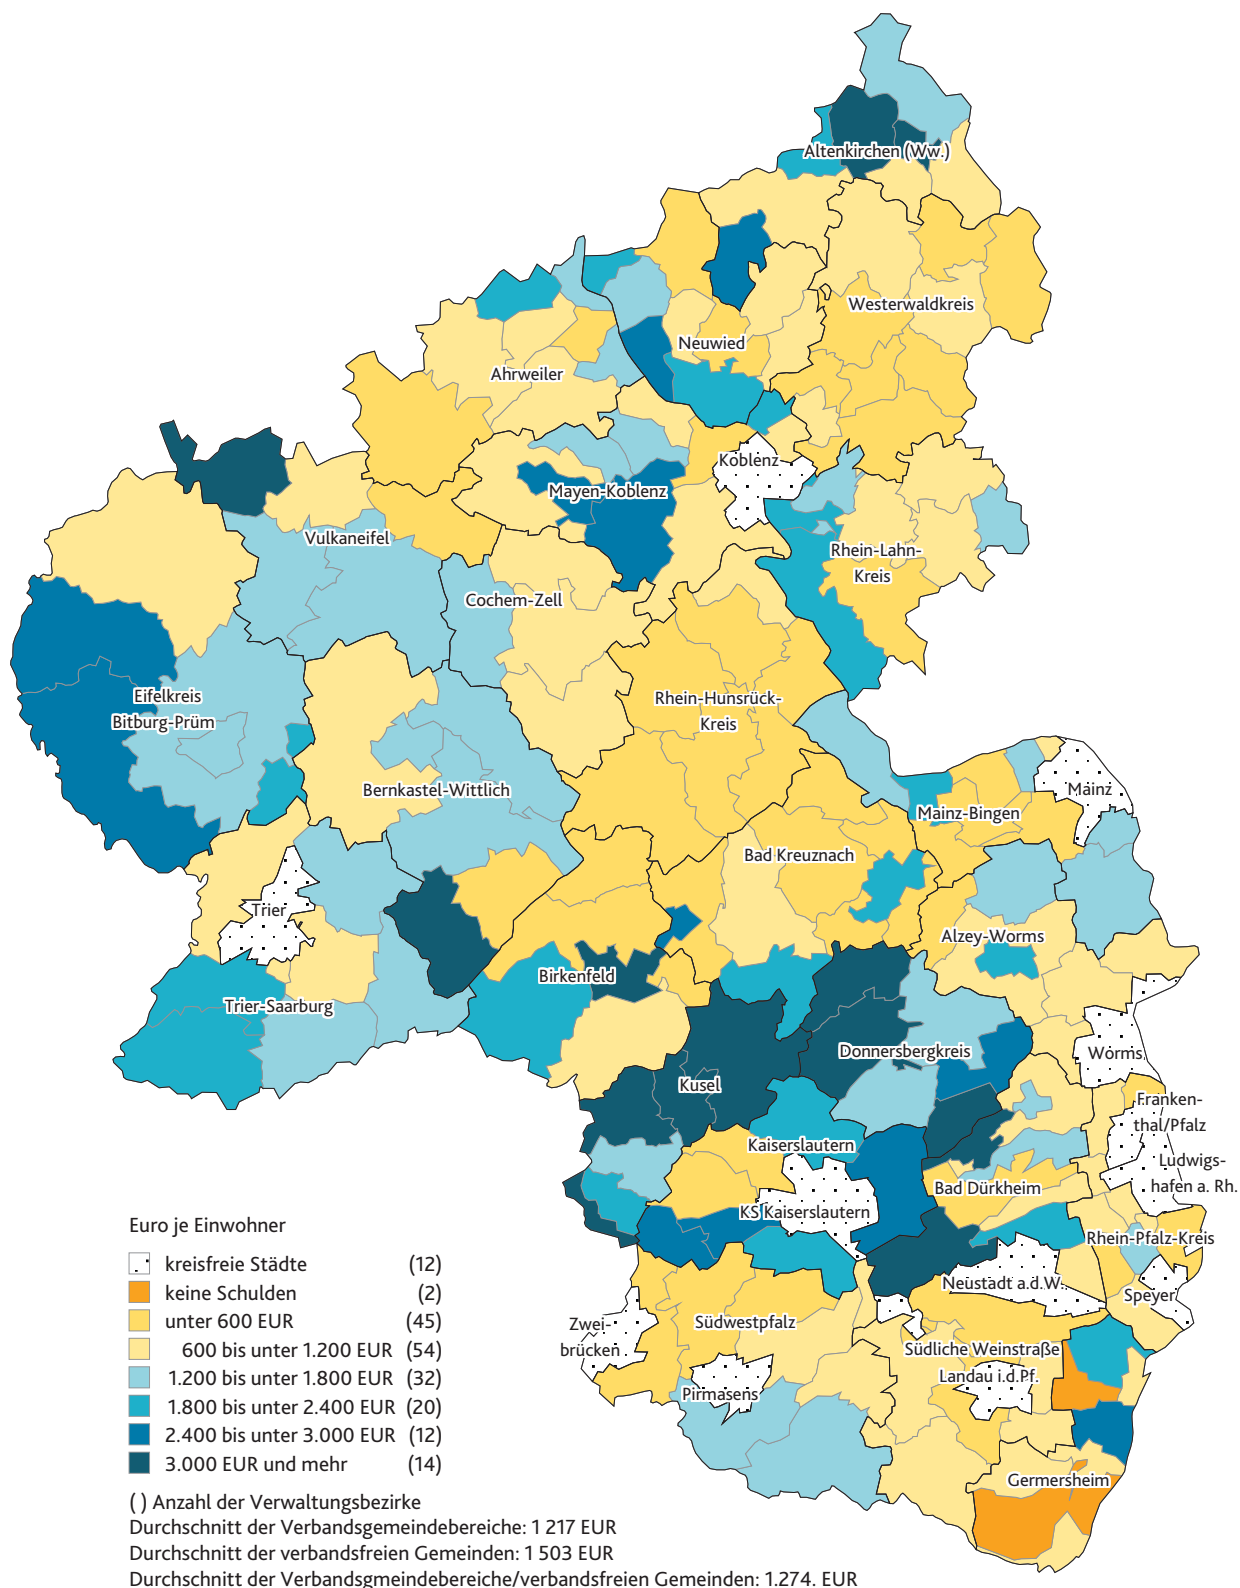 Altenkirchen (Ww.)
Westerwaldkreis
Neuwied
Ahrweiler
Koblenz
Mayen-Koblenz
Vulkaneifel
Rhein-Lahn-
Kreis
Cochem-Zell
Eifelkreis
Bitburg-Prüm
Rhein-Hunsrück-
Kreis
Bernkastel-Wittlich
Mainz
Mainz-Bingen
Bad Kreuznach
Trier
Alzey-Worms
Birkenfeld
Trier-Saarburg
Donnersbergkreis
Worms
Kusel
Franken-
thal/Pfalz
Kaiserslautern
Ludwigs-
hafen a. Rh.
Bad Dürkheim
KS Kaiserslautern
Rhein-Pfalz-Kreis
Neustadt a.d.W.
Speyer
Zwei-
brücken
Südwestpfalz
Südliche Weinstraße
Landau i.d.Pf.
Pirmasens
Germersheim
Euro je Einwohner
kreisfreie Städte (12)
keine Schulden (2)
unter 600 EUR (45)
600 bis unter 1.200 EUR (54)
1.200 bis unter 1.800 EUR (32)
1.800 bis unter 2.400 EUR (20)
2.400 bis unter 3.000 EUR (12)
3.000 EUR und mehr (14)
( ) Anzahl der Verwaltungsbezirke
Durchschnitt der Verbandsgemeindebereiche: 1 217 EUR
Durchschnitt der verbandsfreien Gemeinden: 1 503 EUR
Durchschnitt der Verbandsgmeindebereiche/verbandsfreien Gemeinden: 1.274. EUR